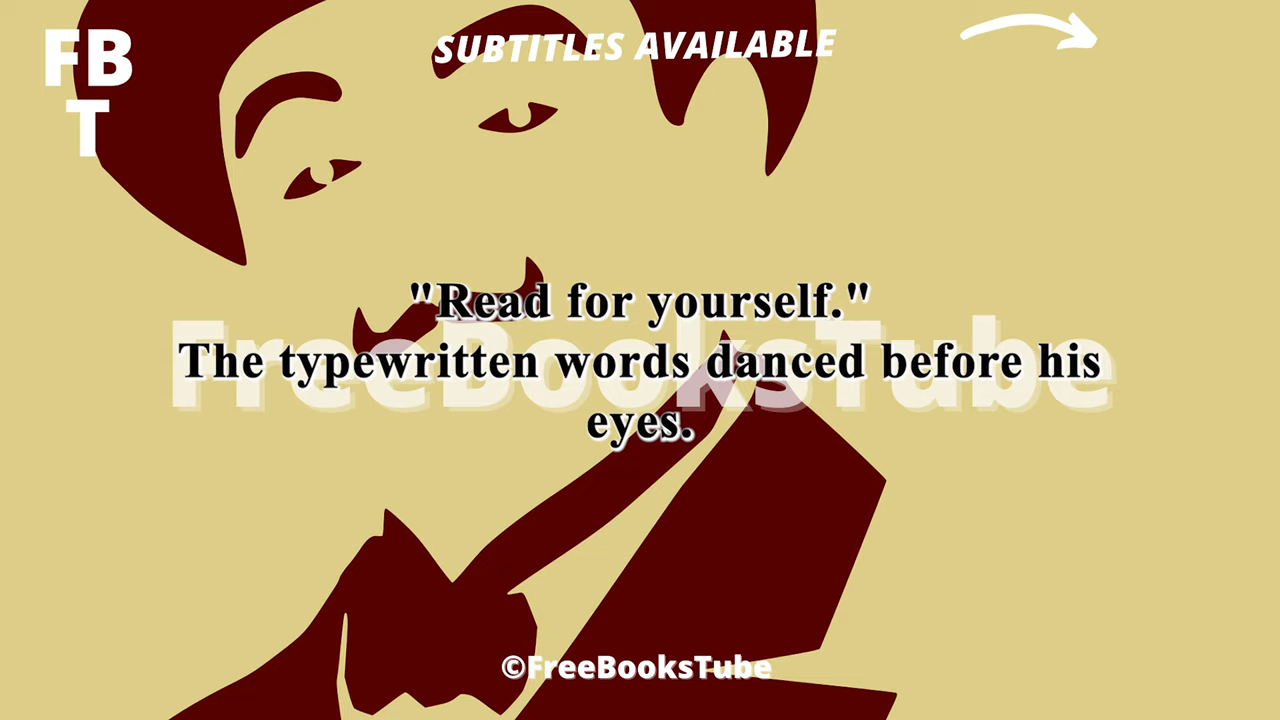 FB
T
SUBTITLES AVAILABLE
"Read for yourself."
The typewritten words danced before his
eyes.
FreeBooksTube
©FreeBooksTube